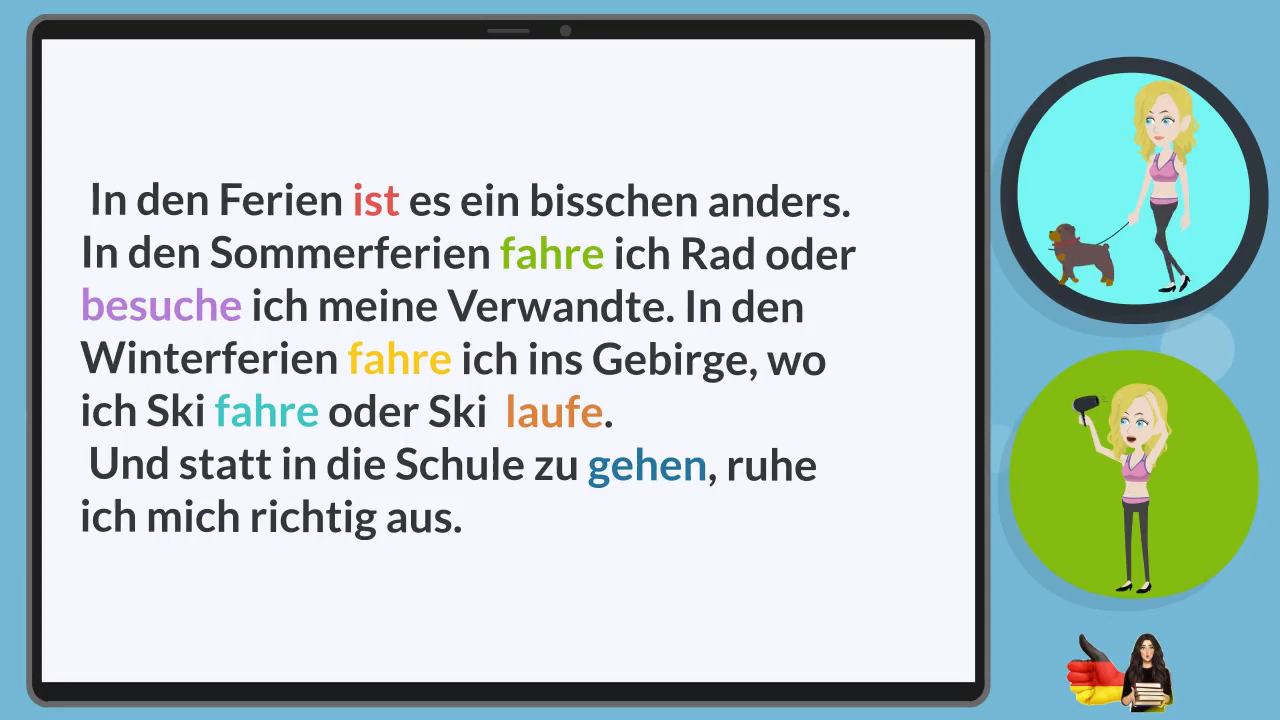 In den Ferien ist es ein bisschen anders.
In den Sommerferien fahre ich Rad oder
besuche ich meine Verwandte. In den
Winterferien fahre ich ins Gebirge, wo
ich Ski fahre oder Ski laufe.
Und statt in die Schule zu gehen, ruhe
ich mich richtig aus.